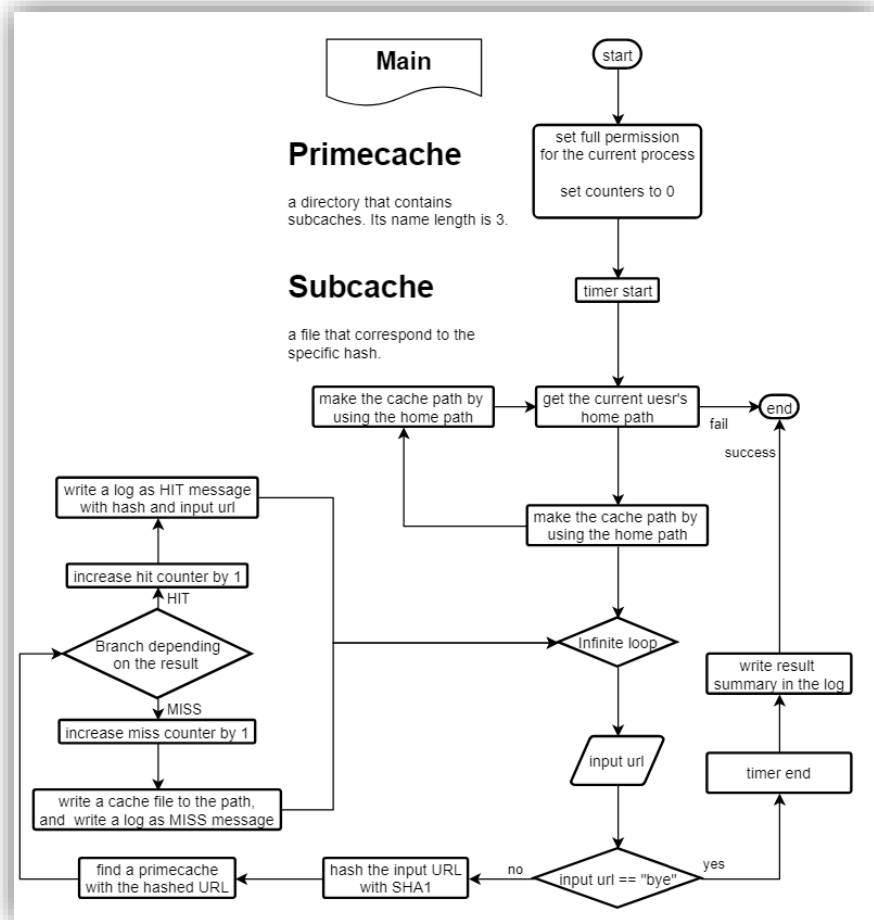 Main
start
set full permission
for the current process
set counters to 0
Primecache
a directory that contains
subcaches. Its name length is 3.
timer start
Subcache
a file that correspond to the
specific hash.
make the cache path by
using the home path
get the current uesr's
home path
fail
end
success
make the cache path by
using the home path
write a log as HIT message
with hash and input url
increase hit counter by 1
HIT
Branch depending
on the result
MISS
increase miss counter by 1
write a cache file to the path,
and write a log as MISS message
Infinite loop
write result
summary in the log
input url
timer end
find a primecache
with the hashed URL
hash the input URL
with SHA1
no
input url == "bye"
yes